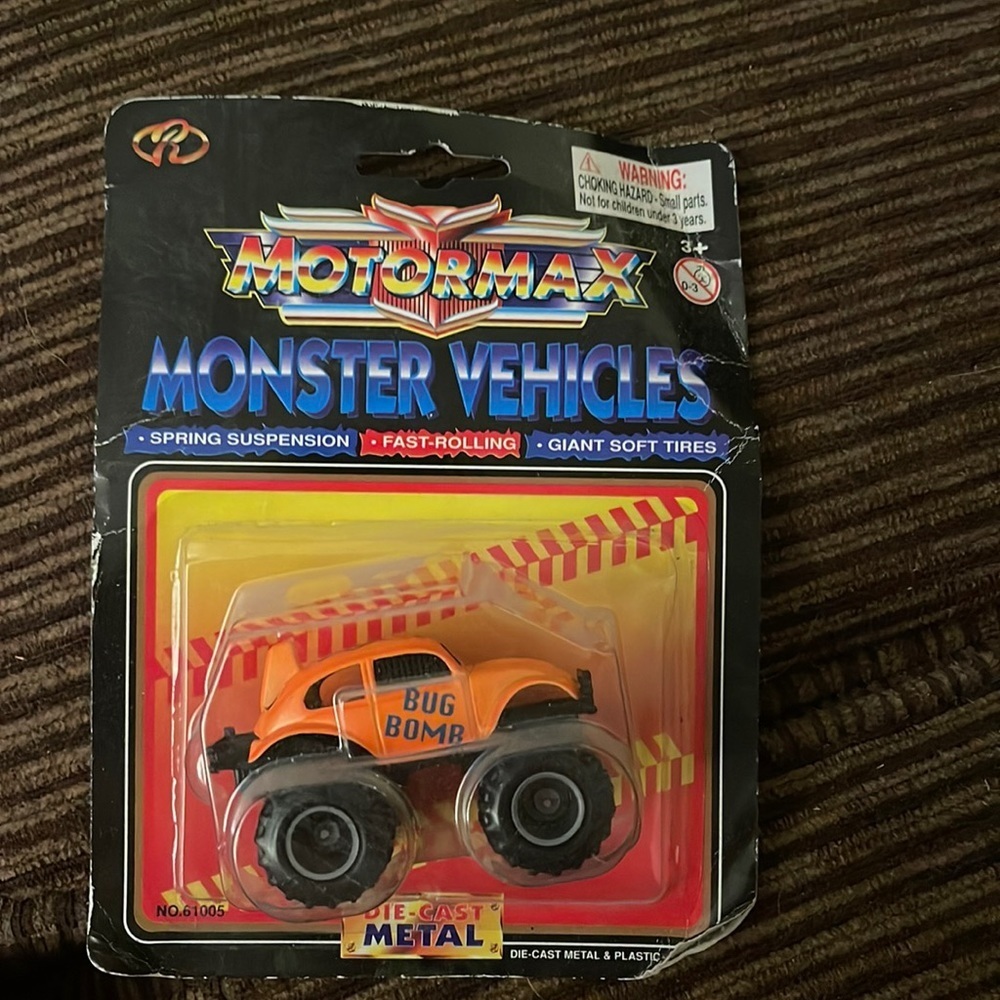 R
WARNING:
CHOKING HAZARD - Small parts.
Not for children under 3 years.
3+
0-3
MOTORMAX
MONSTER VEHICLES
• SPRING SUSPENSION • FAST-ROLLING • GIANT SOFT TIRES
BUG
BOMB
NO.61005
DIE-CAST
METAL
DIE-CAST METAL & PLASTIC